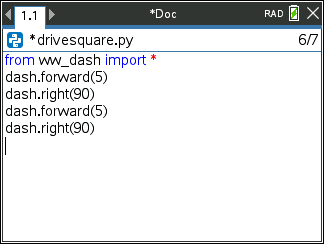 1.1 *Doc RAD
*drivesquare.py 6/7
from ww_dash import *
dash.forward(5)
dash.right(90)
dash.forward(5)
dash.right(90)